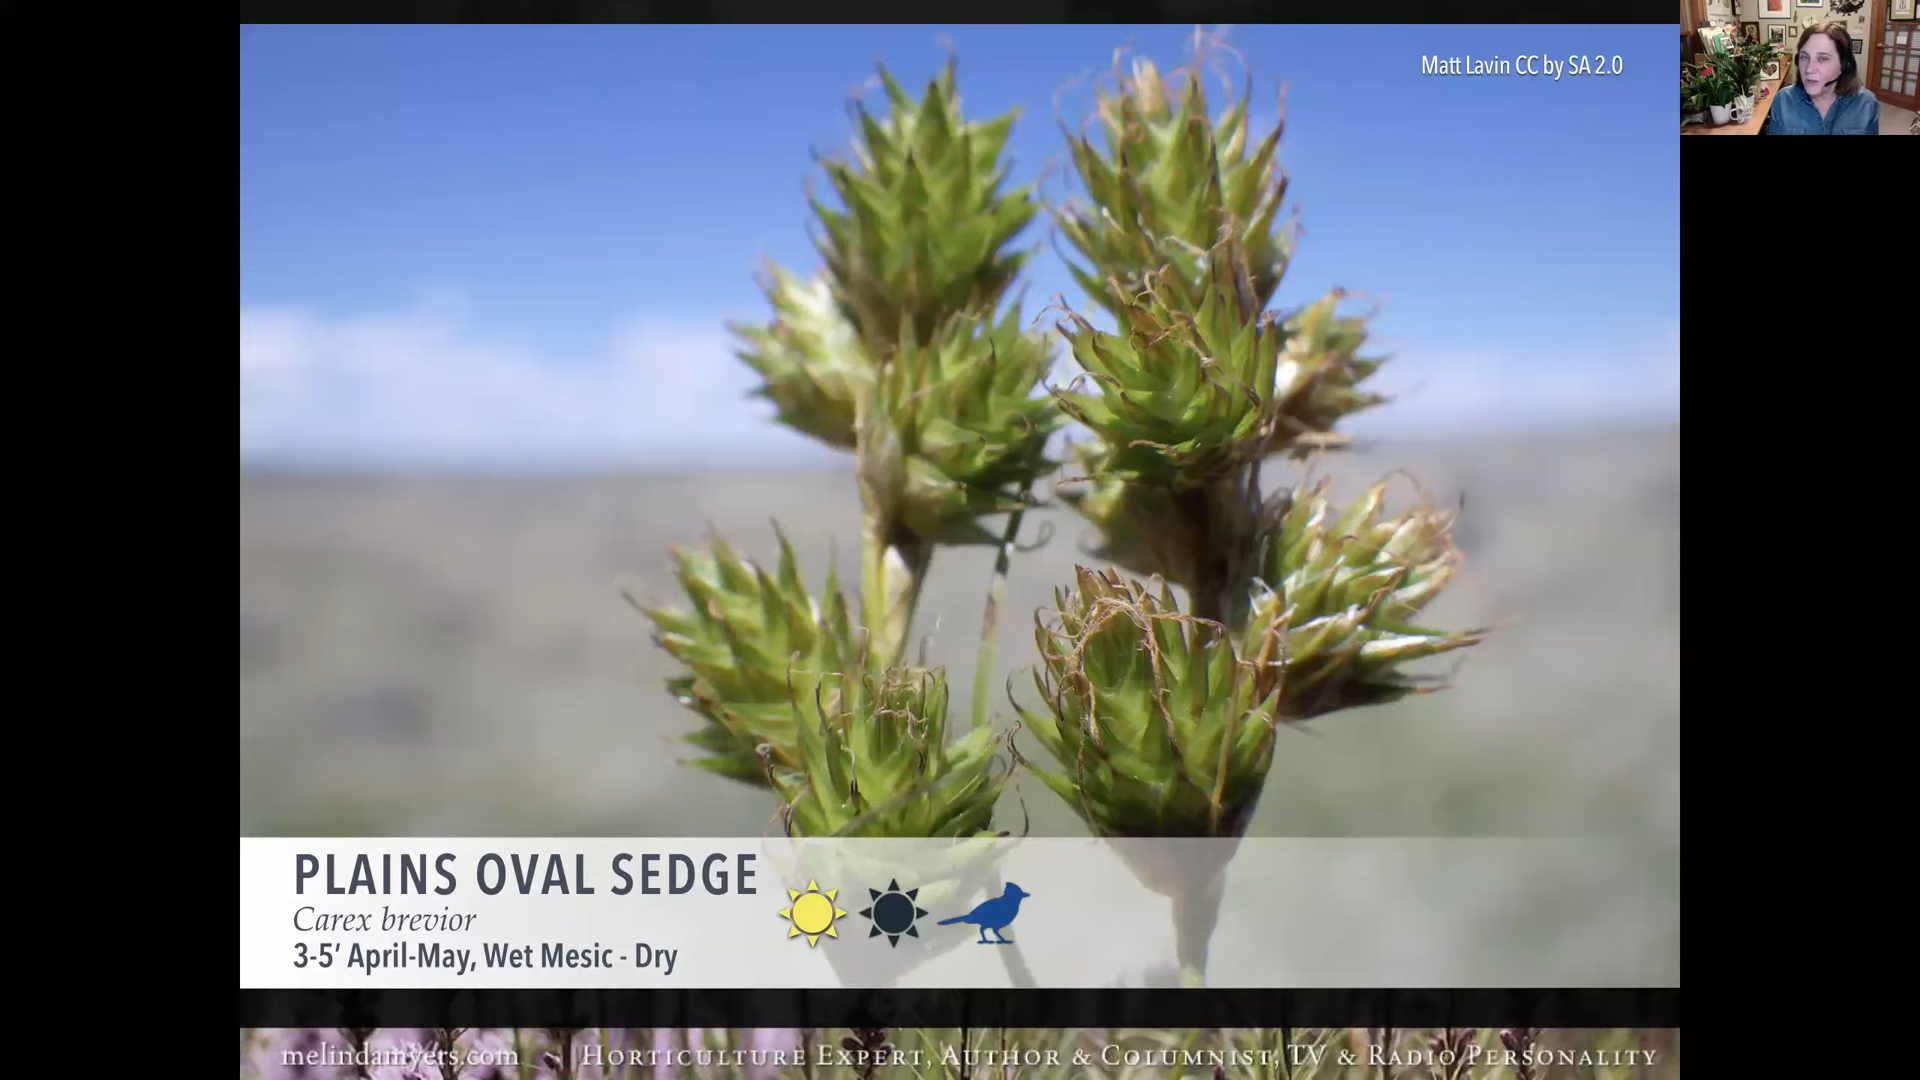 Matt Lavin CC by SA 2.0
PLAINS OVAL SEDGE
Carex brevior
3-5′ April-May, Wet Mesic - Dry
melindamyers.com
HORTICULTURE EXPERT, AUTHOR & COLUMNIST, TV & RADIO PERSONALITY